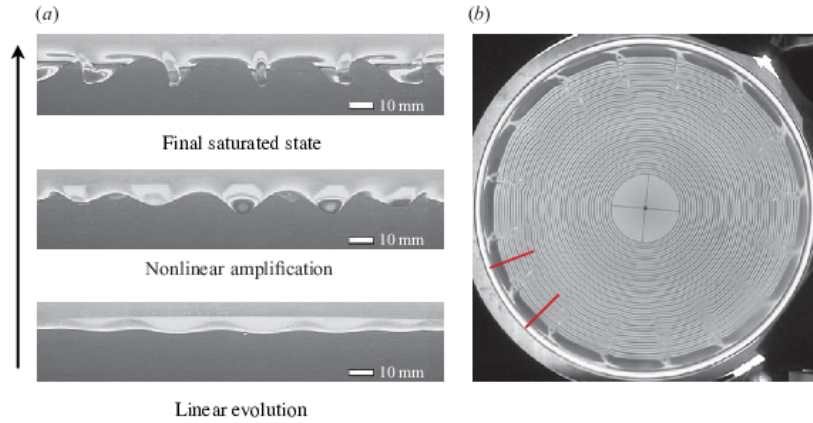 (a)
(b)
10 mm
Final saturated state
10 mm
Nonlinear amplification
10 mm
Linear evolution